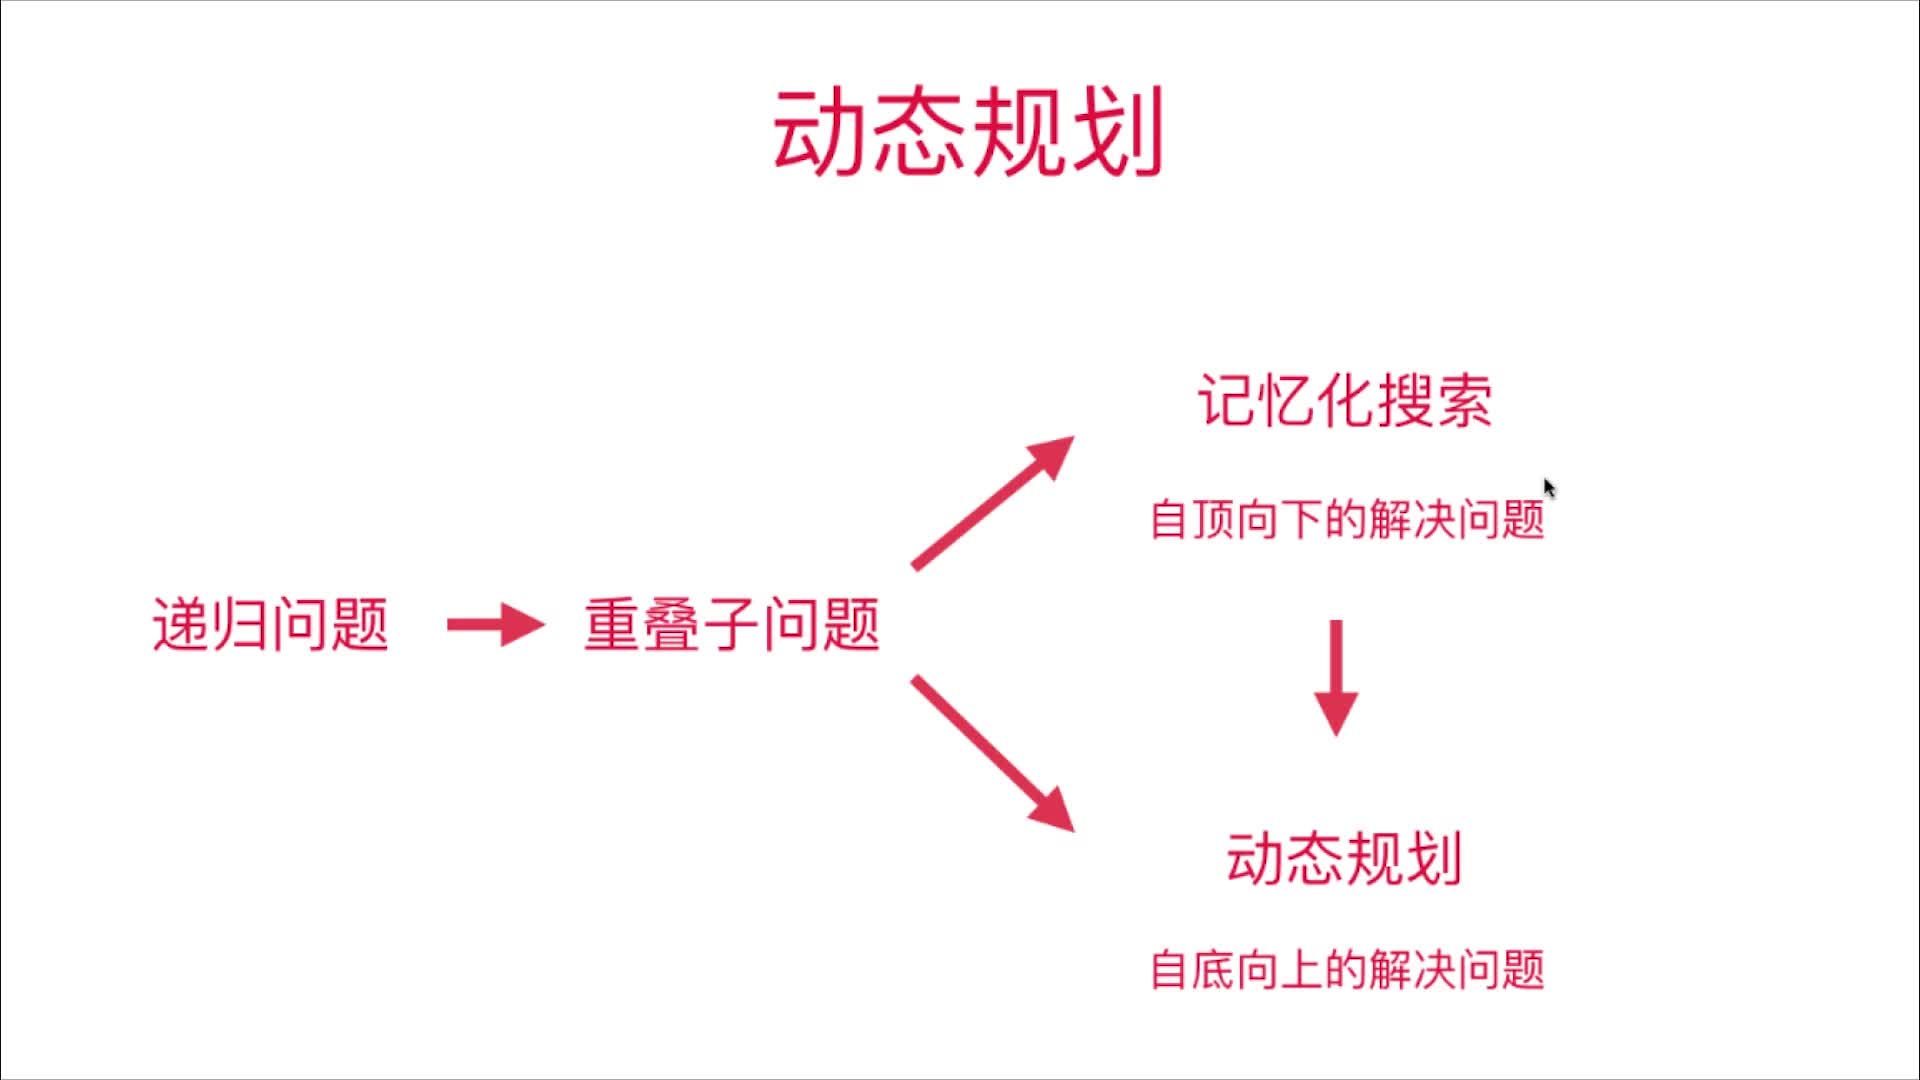 动态规划
记忆化搜索
自顶向下的解决问题
递归问题
重叠子问题
动态规划
自底向上的解决问题